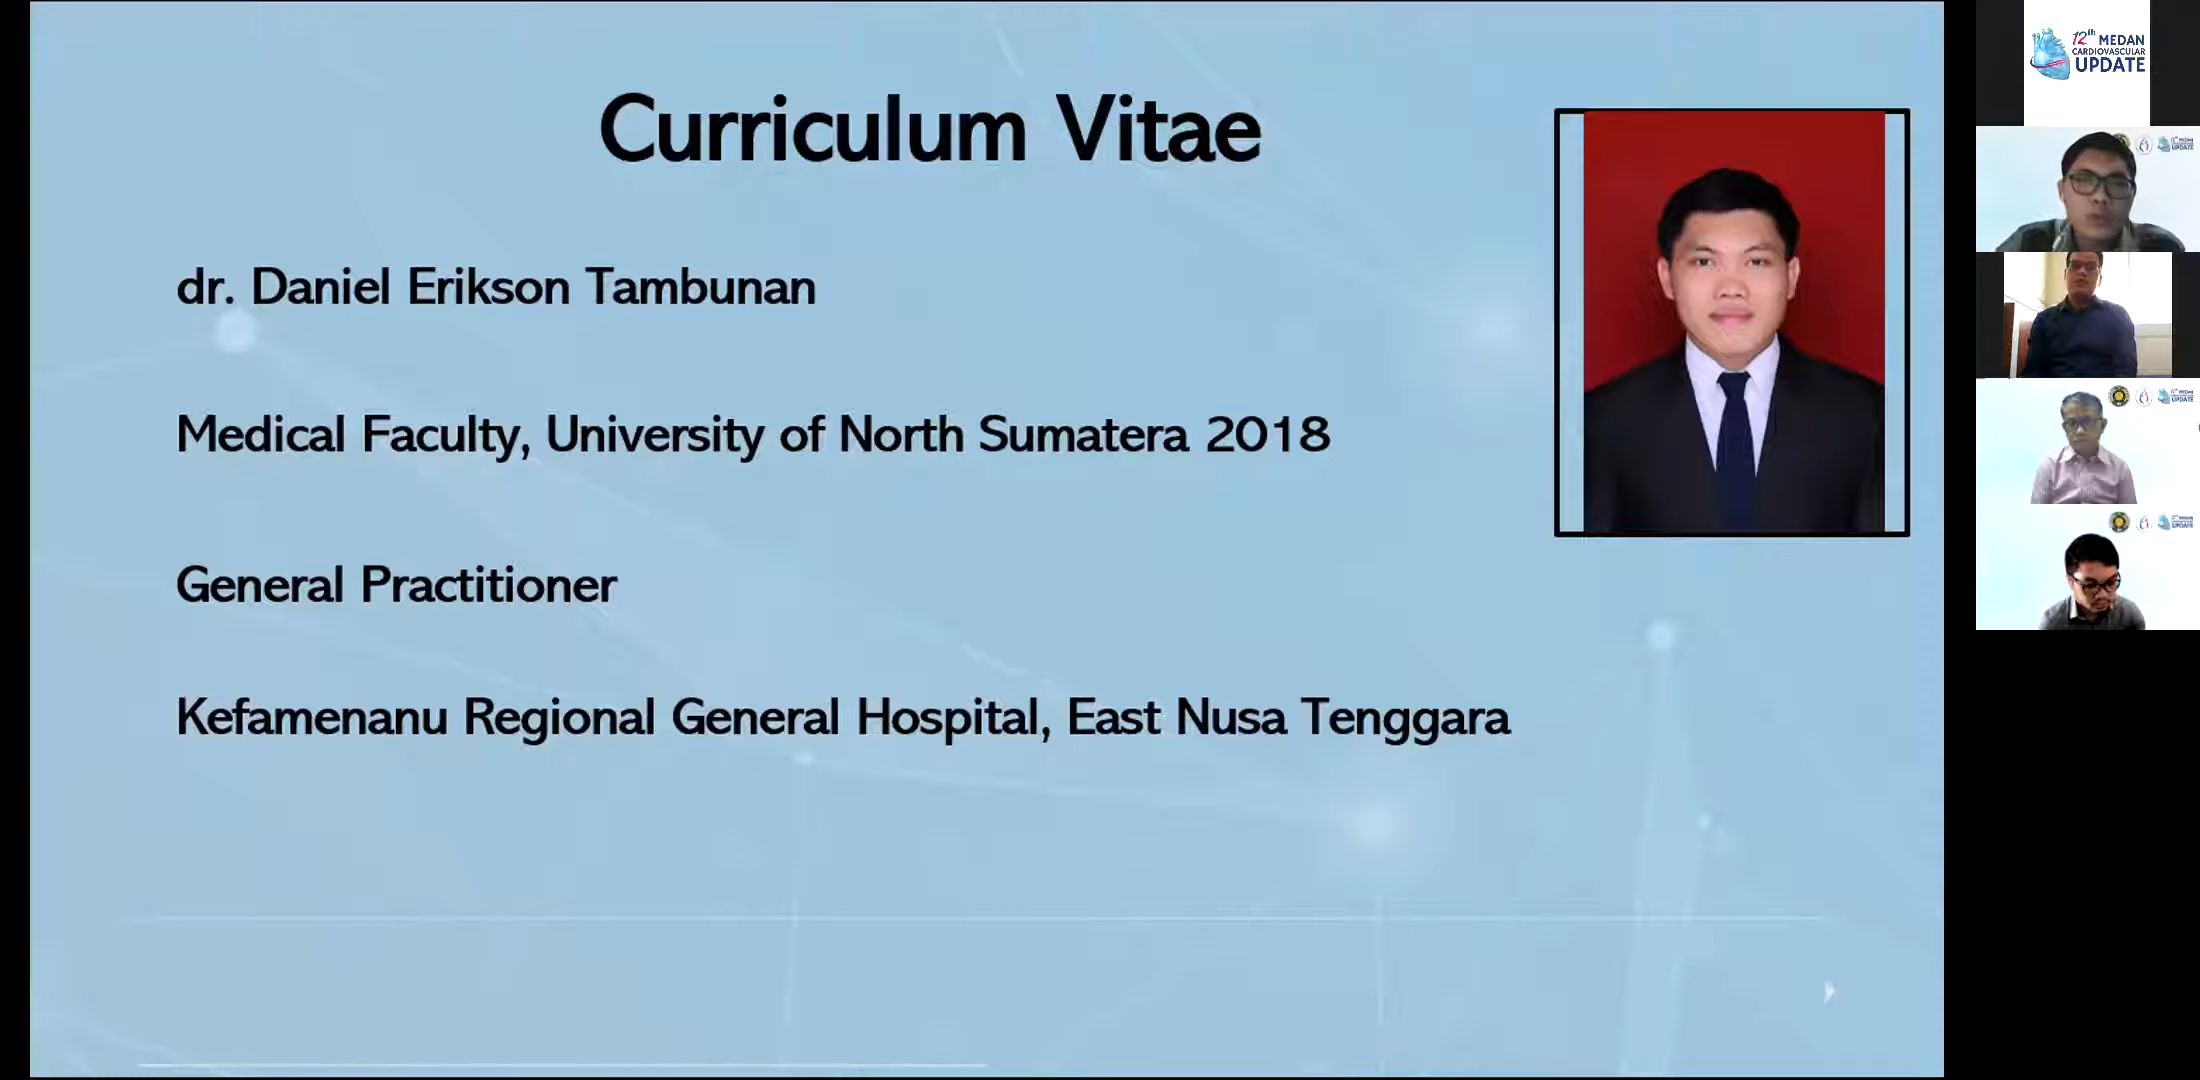 Curriculum Vitae
dr. Daniel Erikson Tambunan
Medical Faculty, University of North Sumatera 2018
General Practitioner
Kefamenanu Regional General Hospital, East Nusa Tenggara
12th MEDAN
CARDIOVASCULAR
UPDATE